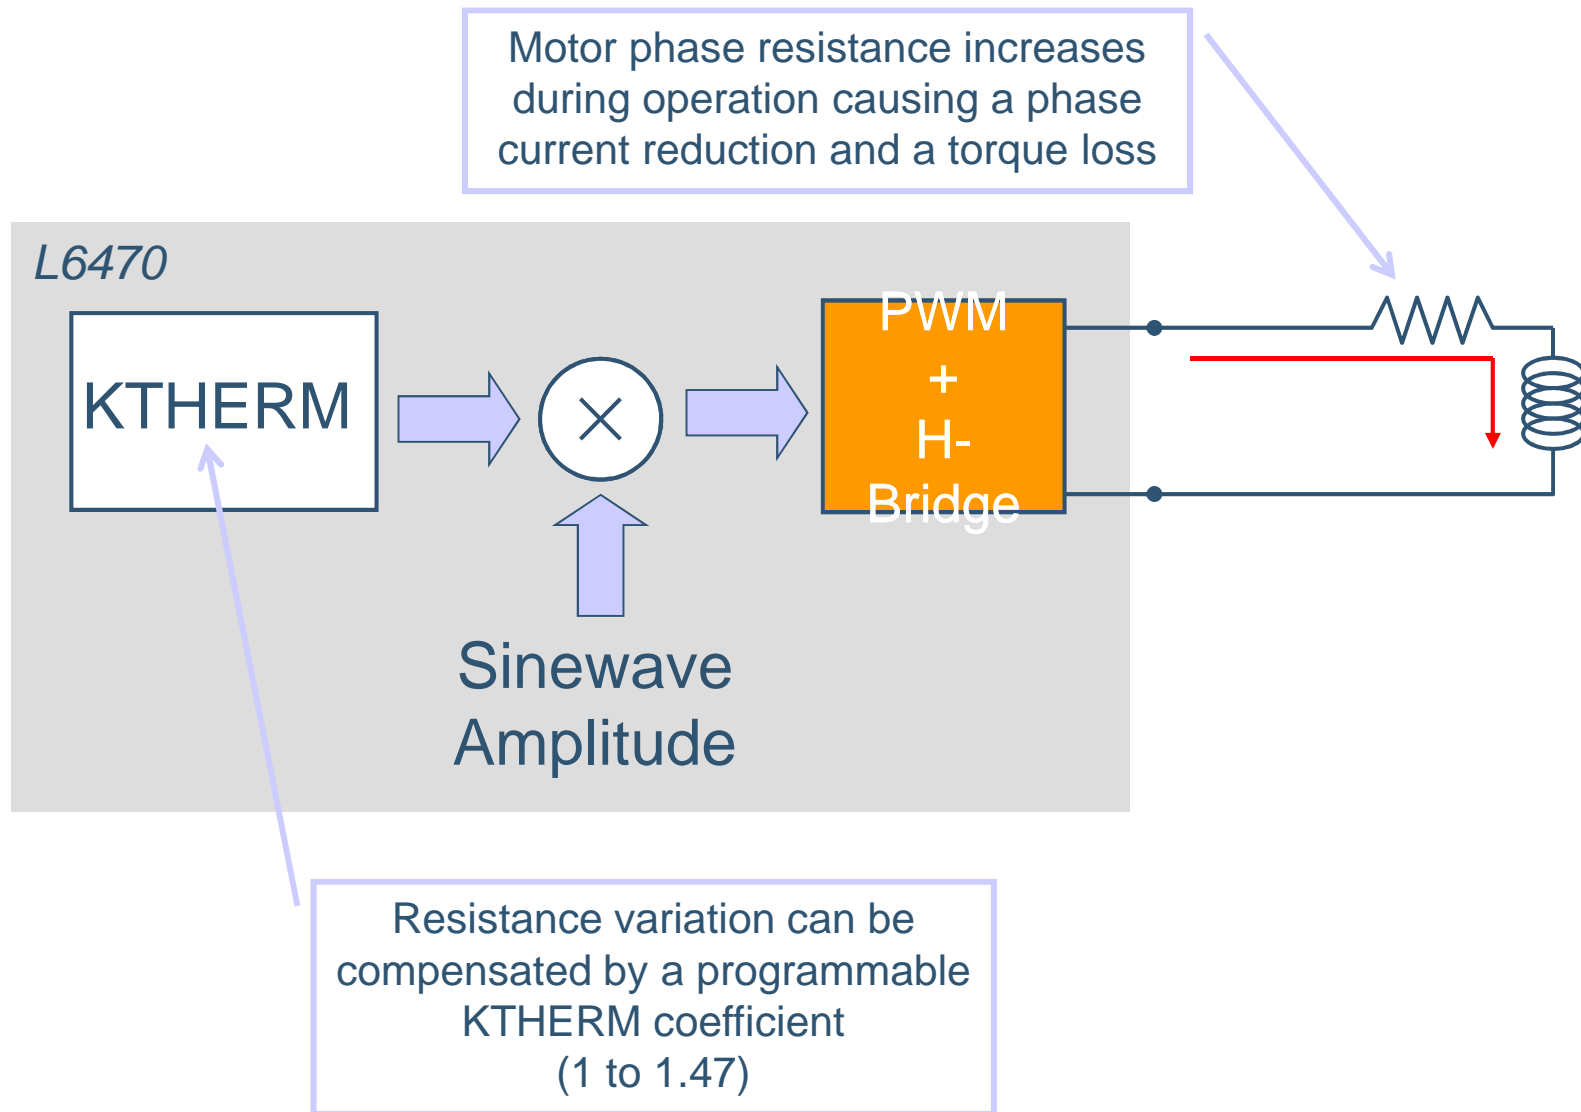 Motor phase resistance increases
during operation causing a phase
current reduction and a torque loss
L6470
KTHERM
PWM
+
H-
Bridge
Sinewave
Amplitude
Resistance variation can be
compensated by a programmable
KTHERM coefficient
(1 to 1.47)